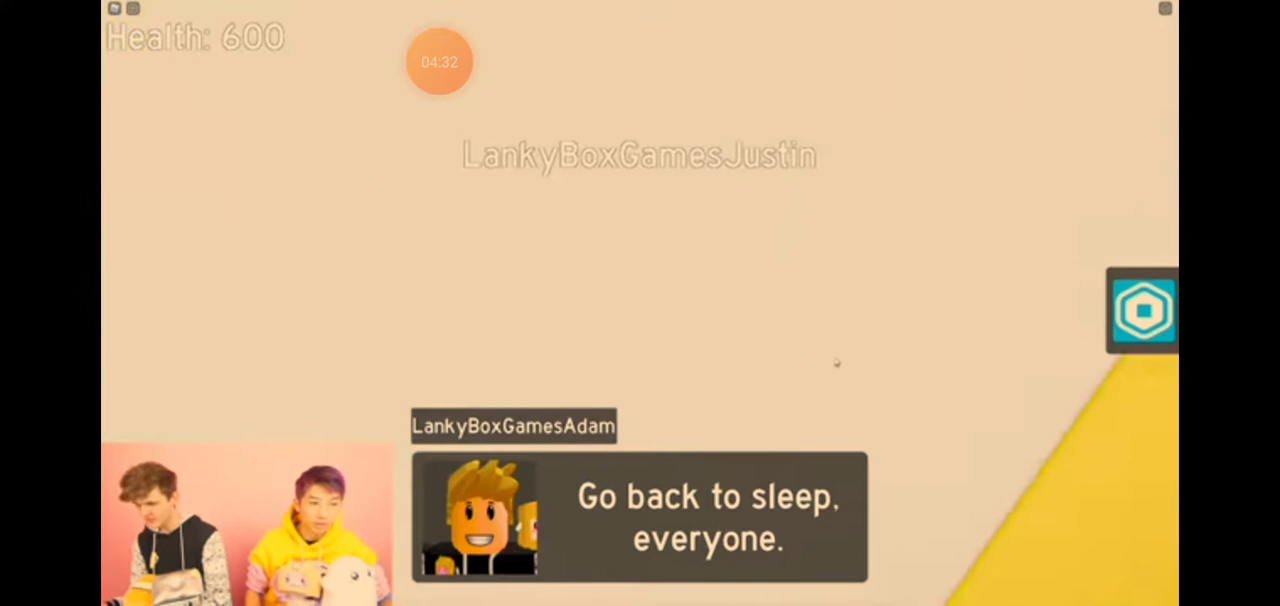 Health: 600
04:32
LankyBoxGamesJustin
LankyBoxGamesAdam
Go back to sleep,
everyone.